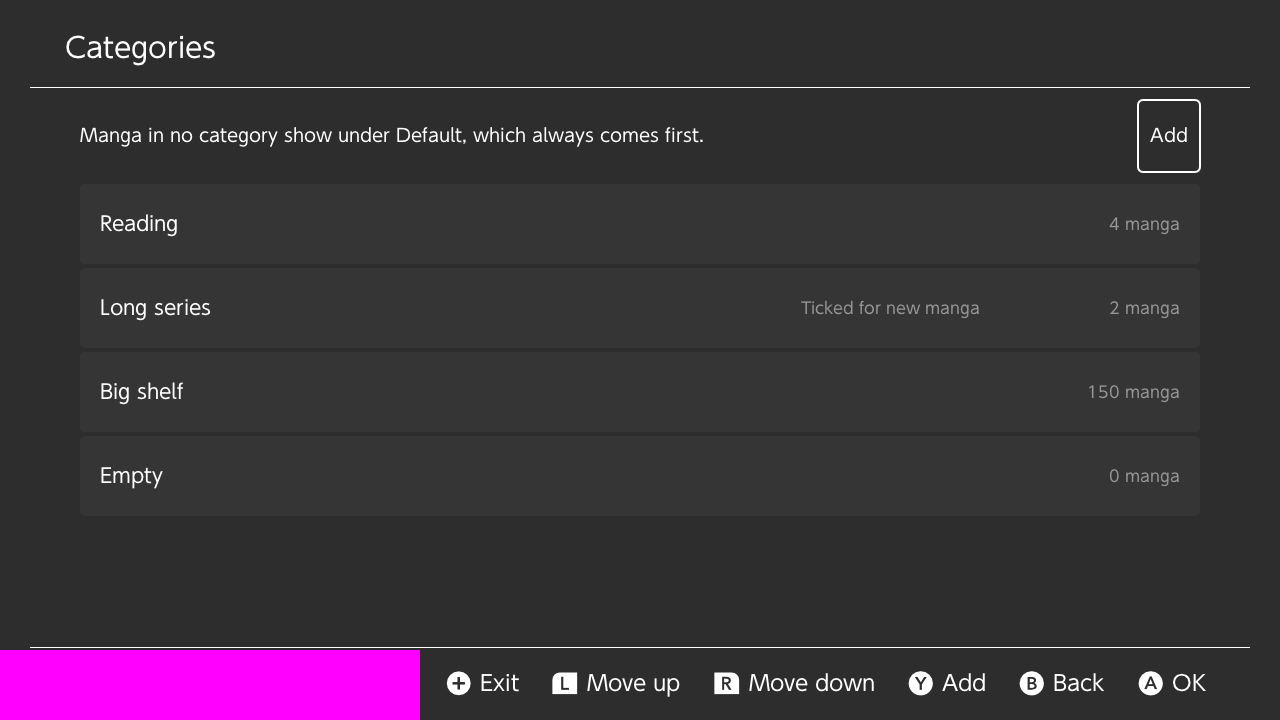 Categories
Manga in no category show under Default, which always comes first.
Add
Reading 4 manga
Long series Ticked for new manga 2 manga
Big shelf 150 manga
Empty 0 manga
+ Exit L Move up R Move down Y Add B Back A OK